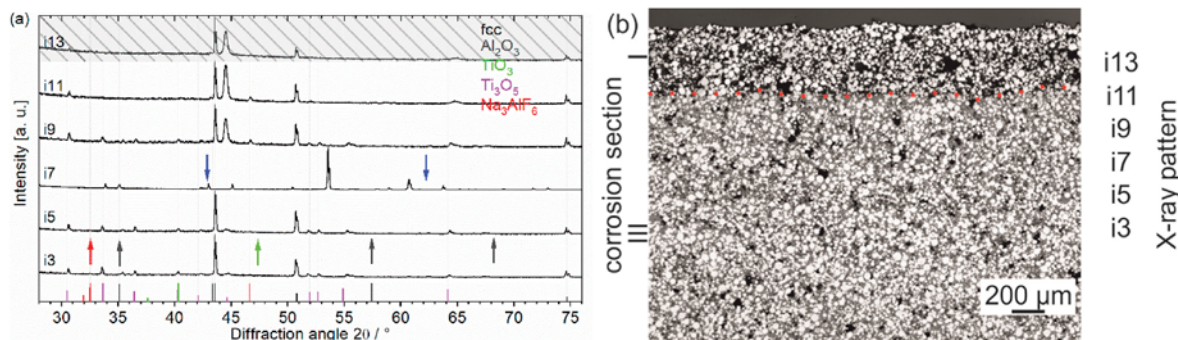 (a)
fcc
Al₂O₃
TiO₃
Ti₃O₅
Na₃AlF₆
i13
i11
i9
i7
i5
i3
Intensity [a. u.]
30 35 40 45 50 55 60 65 70 75
Diffraction angle 2θ / °
(b)
corrosion section
I
II
III
i13
i11
i9
i7
i5
i3
X-ray pattern
200 µm